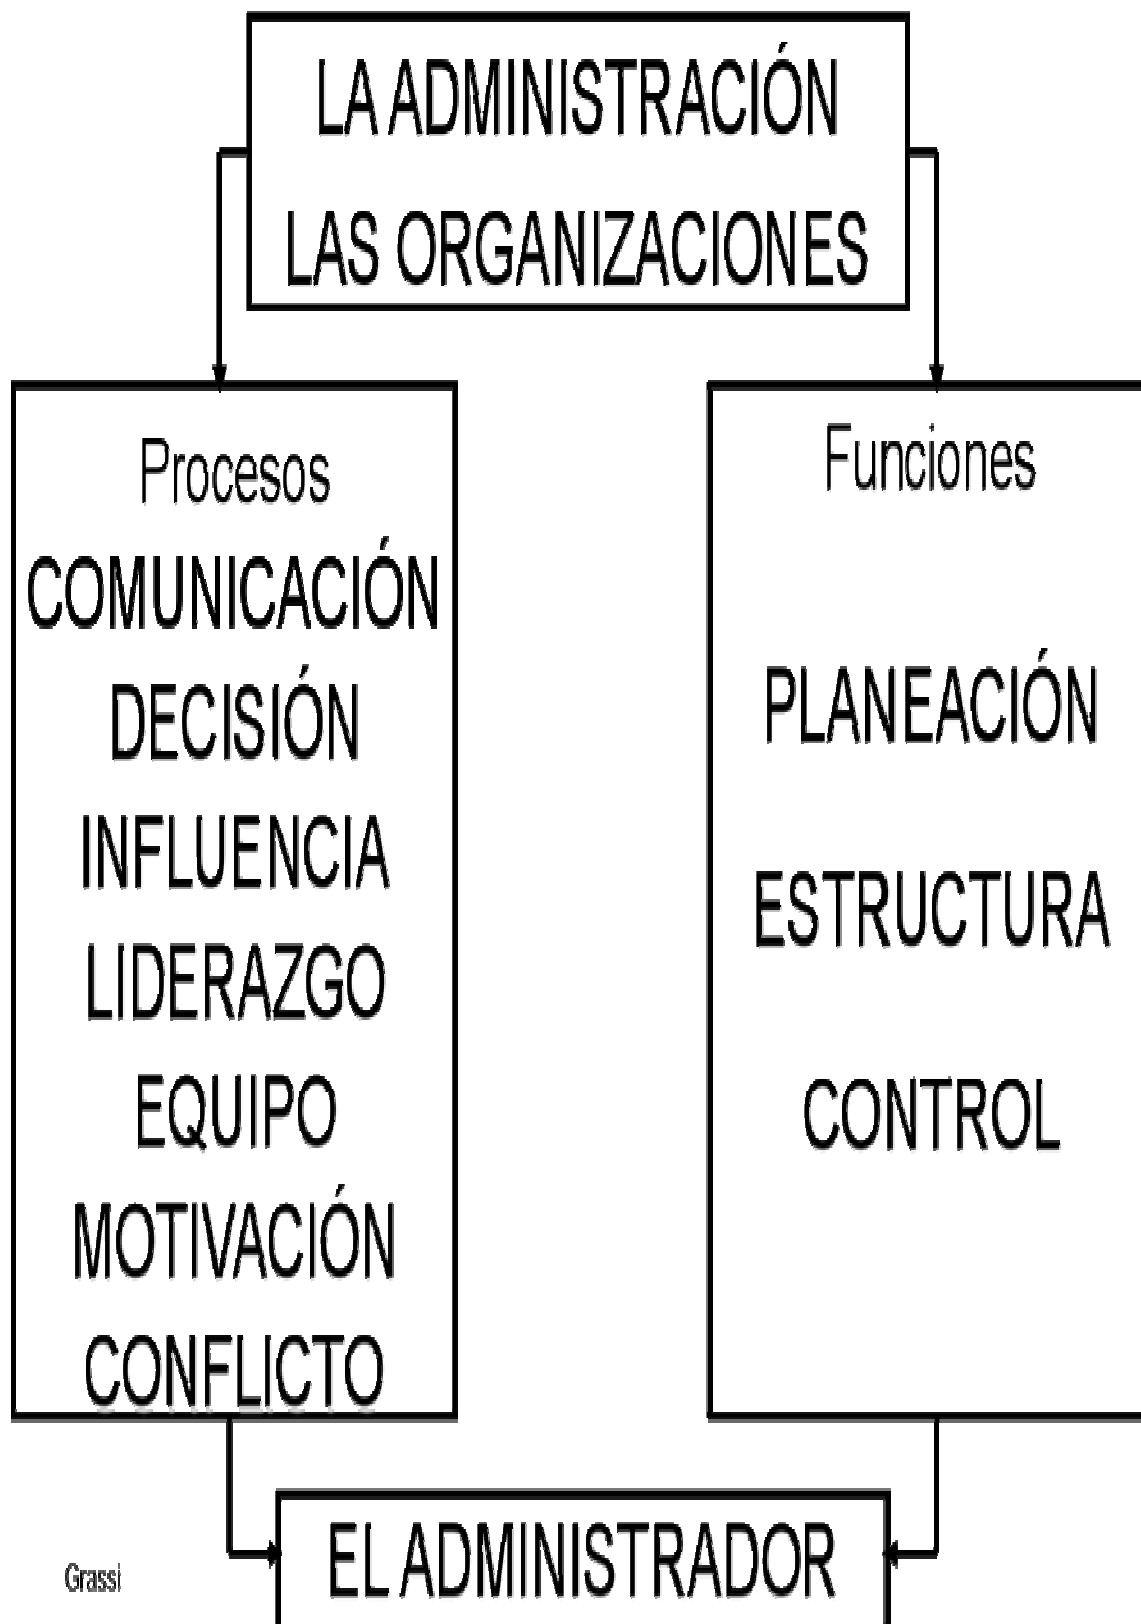 LA ADMINISTRACIÓN
LAS ORGANIZACIONES
Procesos
COMUNICACIÓN
DECISIÓN
INFLUENCIA
LIDERAZGO
EQUIPO
MOTIVACIÓN
CONFLICTO
Funciones
PLANEACIÓN
ESTRUCTURA
CONTROL
EL ADMINISTRADOR
Grassi